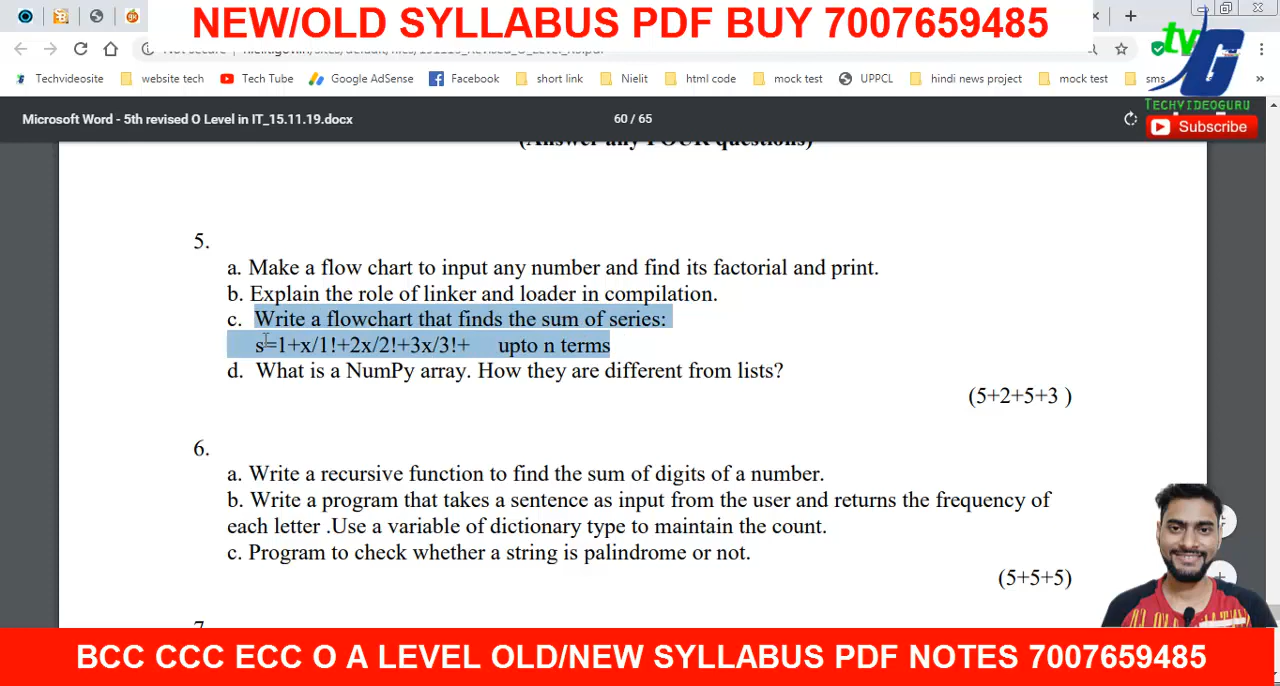 NEW/OLD SYLLABUS PDF BUY 7007659485
Techvideosite website tech Tech Tube Google AdSense Facebook short link Nielit html code mock test UPPCL hindi news project mock test sms »
tv
G
TECHVIDEOGURU
Subscribe
Microsoft Word - 5th revised O Level in IT_15.11.19.docx 60 / 65
(Answer any FOUR questions)
5.
a. Make a flow chart to input any number and find its factorial and print.
b. Explain the role of linker and loader in compilation.
c. Write a flowchart that finds the sum of series:
s=1+x/1!+2x/2!+3x/3!+ upto n terms
d. What is a NumPy array. How they are different from lists?
(5+2+5+3 )
6.
a. Write a recursive function to find the sum of digits of a number.
b. Write a program that takes a sentence as input from the user and returns the frequency of
each letter .Use a variable of dictionary type to maintain the count.
c. Program to check whether a string is palindrome or not.
(5+5+5)
BCC CCC ECC O A LEVEL OLD/NEW SYLLABUS PDF NOTES 7007659485